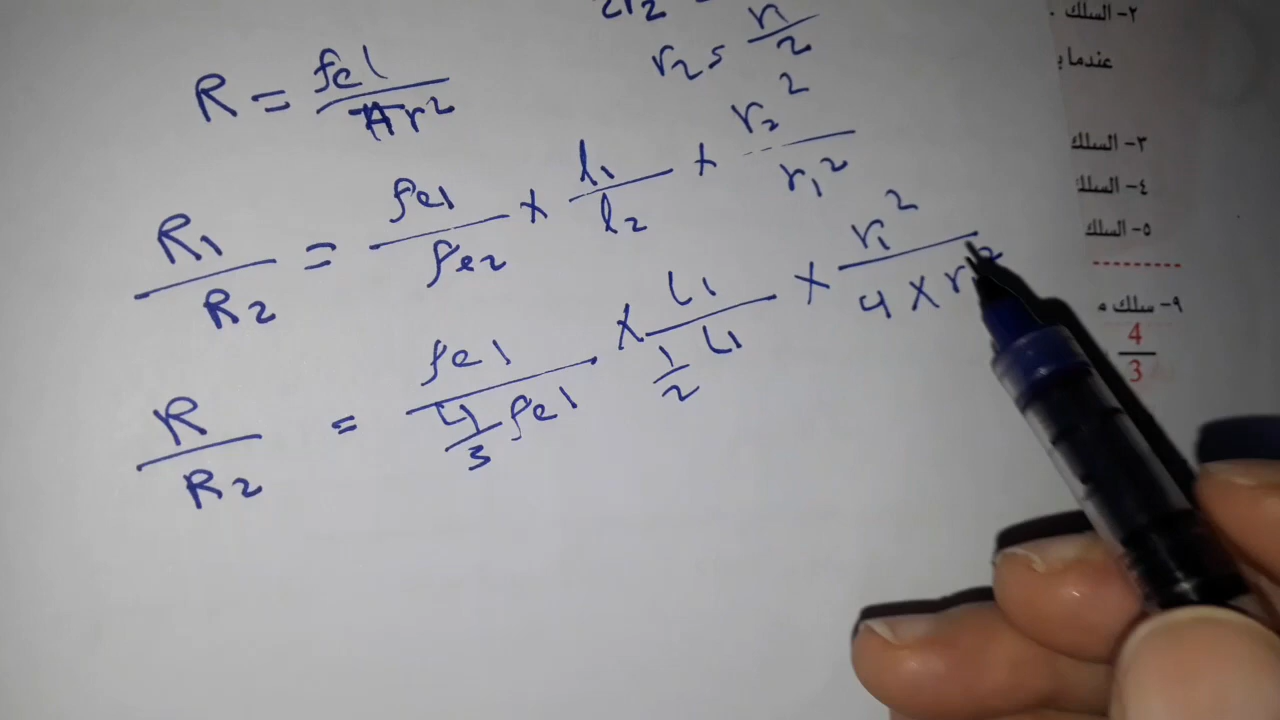 r₂ = r₁/2
R = ρe l / πr²
R₁/R₂ = ρe1/ρe2 × l₁/l₂ × r₂²/r₁²
R/R₂ = ρe1 / (4/3 ρe1) × L₁ / (1/2 L₁) × r₁² / (4 × r₁²)
٢- السلك .
عندما
٣- السلك
٤- السلك
٥- السلك
٩- سلك م
4/3